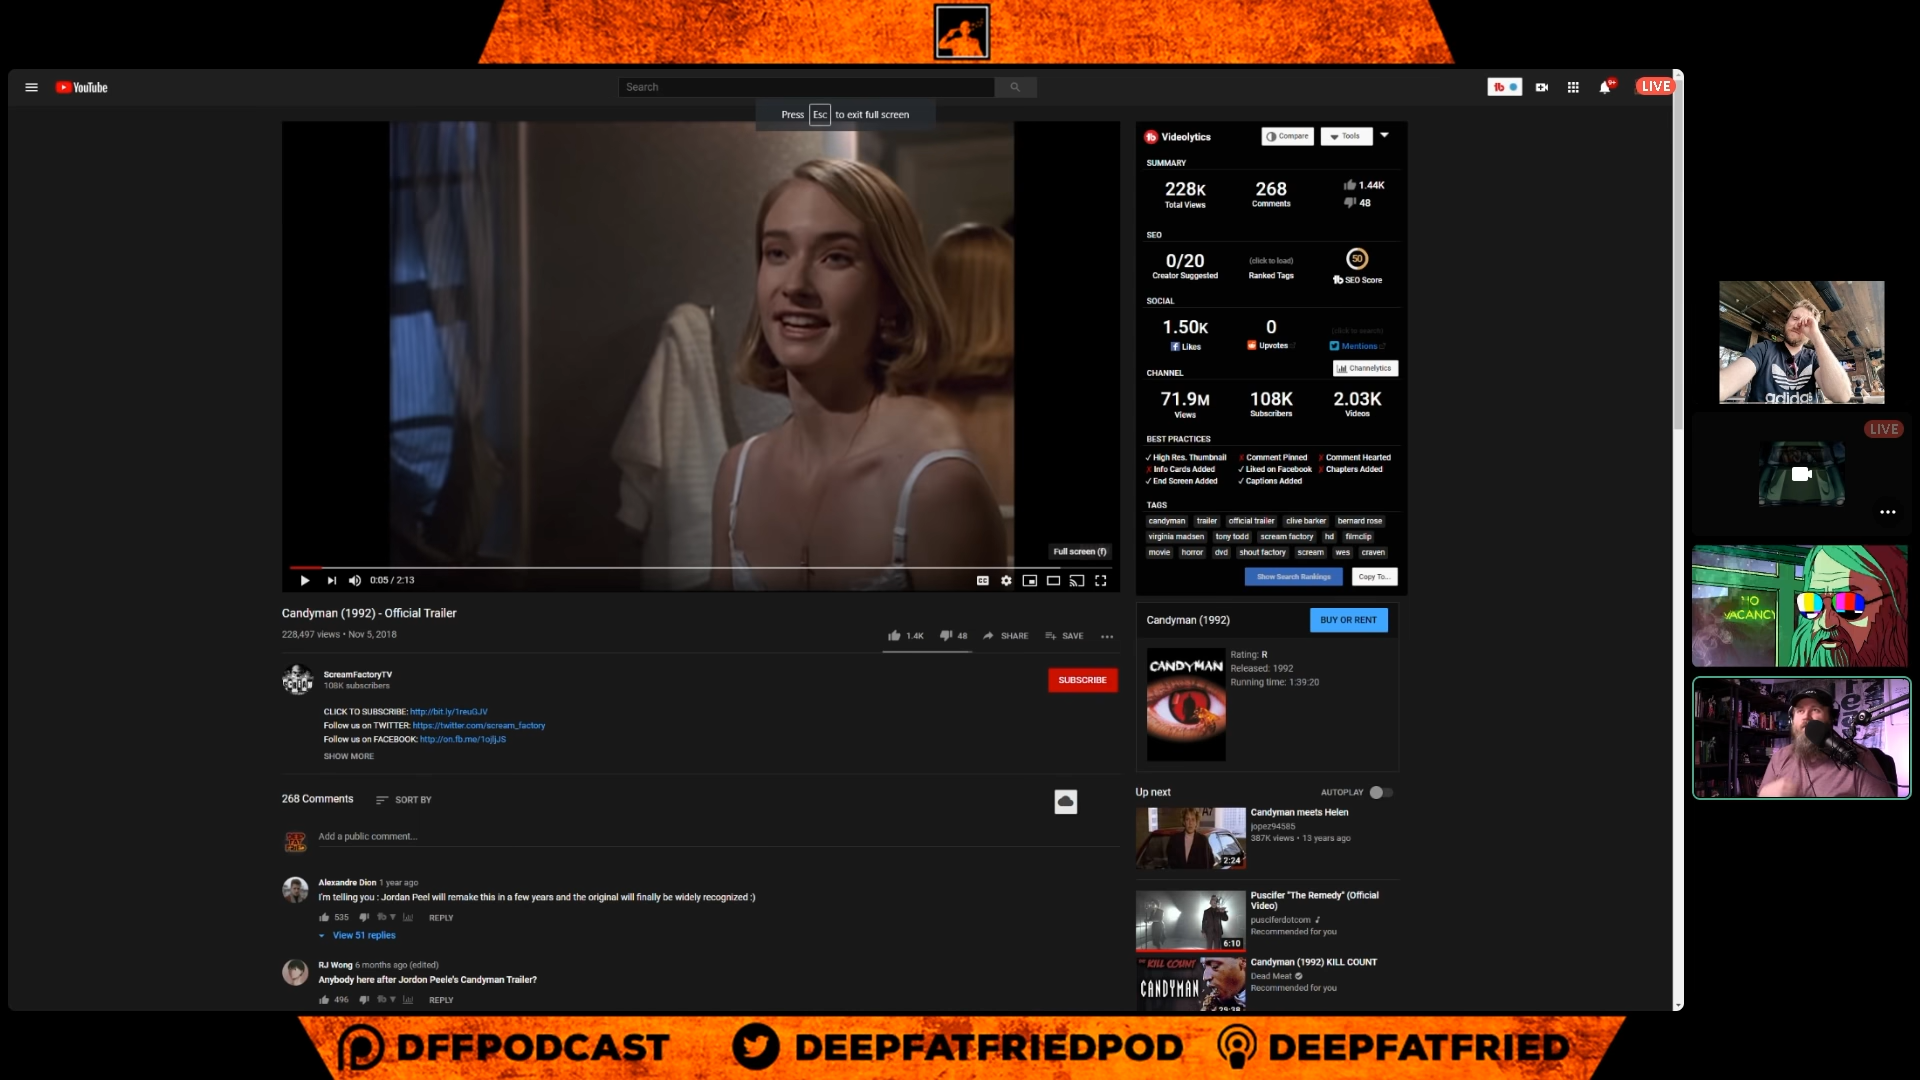 YouTube
Search
LIVE
Press Esc to exit full screen
Full screen (f)
0:05 / 2:13
Candyman (1992) - Official Trailer
228,497 views • Nov 5, 2018
1.4K 48 SHARE SAVE
ScreamFactoryTV
108K subscribers
SUBSCRIBE
CLICK TO SUBSCRIBE: http://bit.ly/1reuGJV
Follow us on TWITTER: https://twitter.com/scream_factory
Follow us on FACEBOOK: http://on.fb.me/1ojljJS
SHOW MORE
268 Comments SORT BY
Add a public comment...
Alexandre Dion 1 year ago
I'm telling you : Jordan Peel will remake this in a few years and the original will finally be widely recognized :)
535 REPLY
View 51 replies
RJ Wong 6 months ago (edited)
Anybody here after Jordon Peele's Candyman Trailer?
496 REPLY
Videolytics Compare Tools
SUMMARY
228K 268 1.44K
Total Views Comments 48
SEO
0/20 (click to load) 50
Creator Suggested Ranked Tags SEO Score
SOCIAL
1.50K 0 (click to search)
Likes Upvotes Mentions
CHANNEL Channelytics
71.9M 108K 2.03K
Views Subscribers Videos
BEST PRACTICES
✓ High Res. Thumbnail ✗ Comment Pinned ✗ Comment Hearted
✗ Info Cards Added ✓ Liked on Facebook ✗ Chapters Added
✓ End Screen Added ✓ Captions Added
TAGS
candyman trailer official trailer clive barker bernard rose
virginia madsen tony todd scream factory hd filmclip
movie horror dvd shout factory scream wes craven
Show Search Rankings Copy To...
Candyman (1992) BUY OR RENT
CANDYMAN
Rating: R
Released: 1992
Running time: 1:39:20
Up next AUTOPLAY
Candyman meets Helen
jopez94585
387K views • 13 years ago
2:24
Puscifer "The Remedy" (Official
Video)
pusciferdotcom
Recommended for you
6:10
Candyman (1992) KILL COUNT
Dead Meat
Recommended for you
KILL COUNT
CANDYMAN
29:38
adidas
LIVE
NO
VACANCY
DFFPODCAST DEEPFATFRIEDPOD DEEPFATFRIED